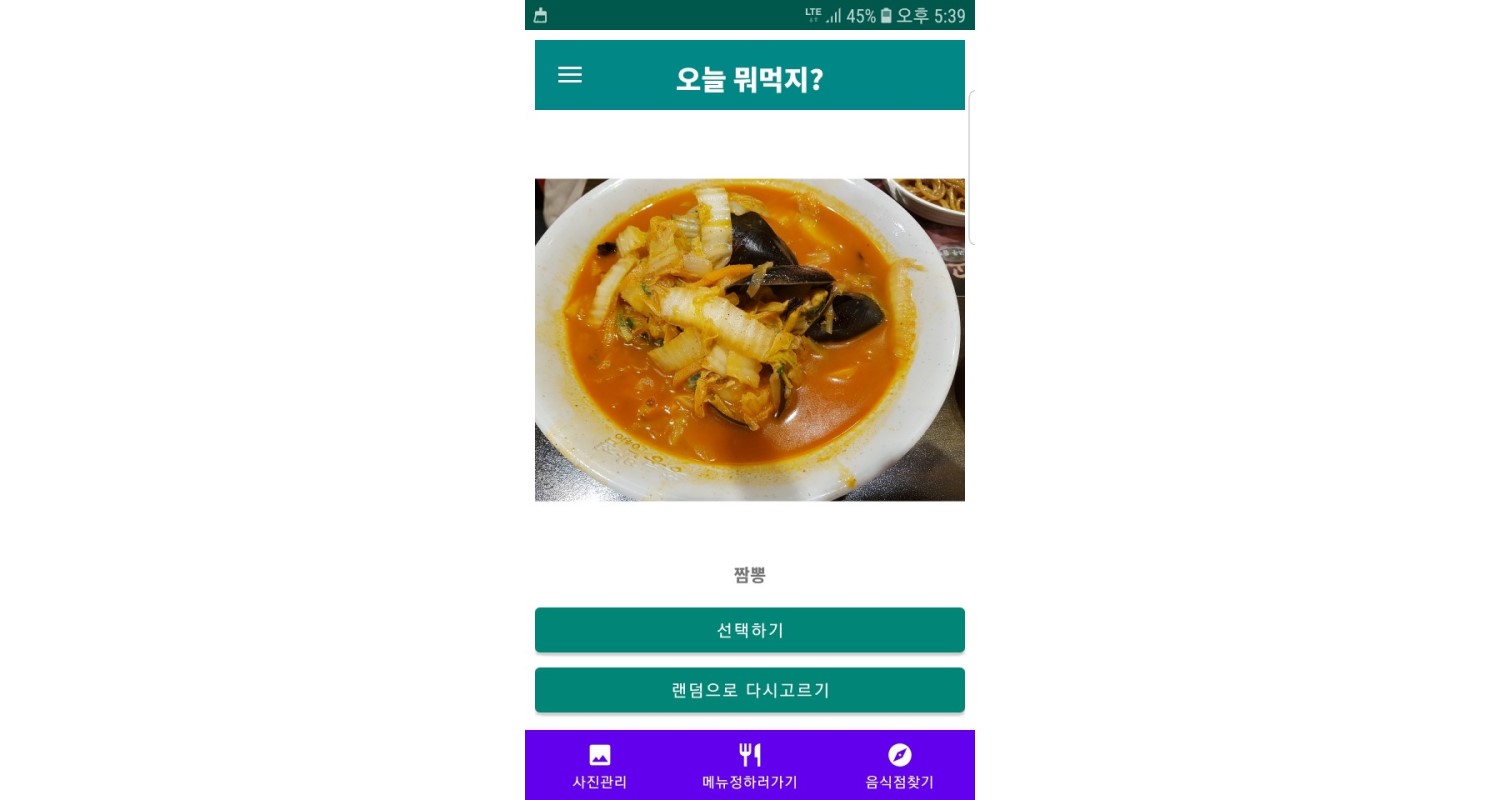 LTE 45% 오후 5:39
오늘 뭐먹지?
짬뽕
선택하기
랜덤으로 다시고르기
사진관리 메뉴정하러가기 음식점찾기